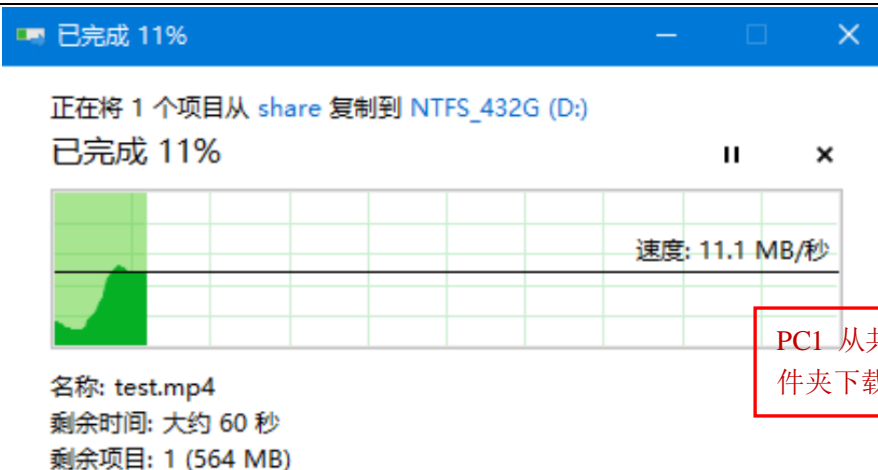 已完成 11%
正在将 1 个项目从 share 复制到 NTFS_432G (D:)
已完成 11%
速度: 11.1 MB/秒
PC1 从共
件夹下载
名称: test.mp4
剩余时间: 大约 60 秒
剩余项目: 1 (564 MB)